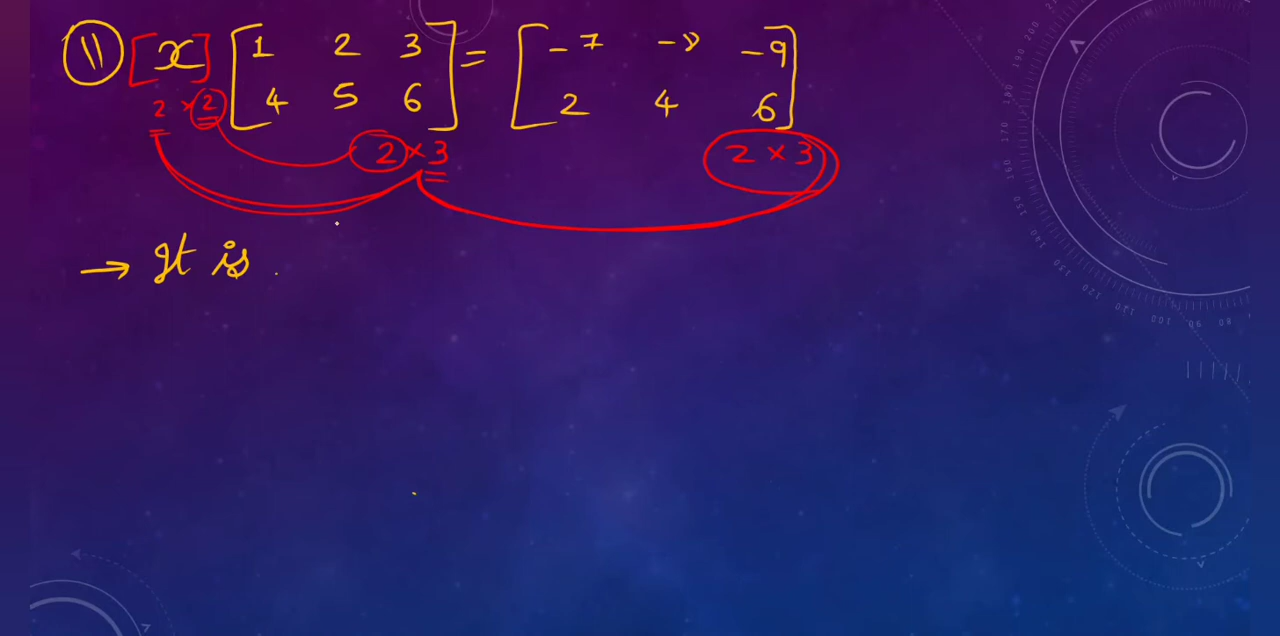 11 [x] [1 2 3 = [-7 -8 -9]
4 5 6] 2 4 6
2 × 2 2 × 3 2 × 3
→ It is